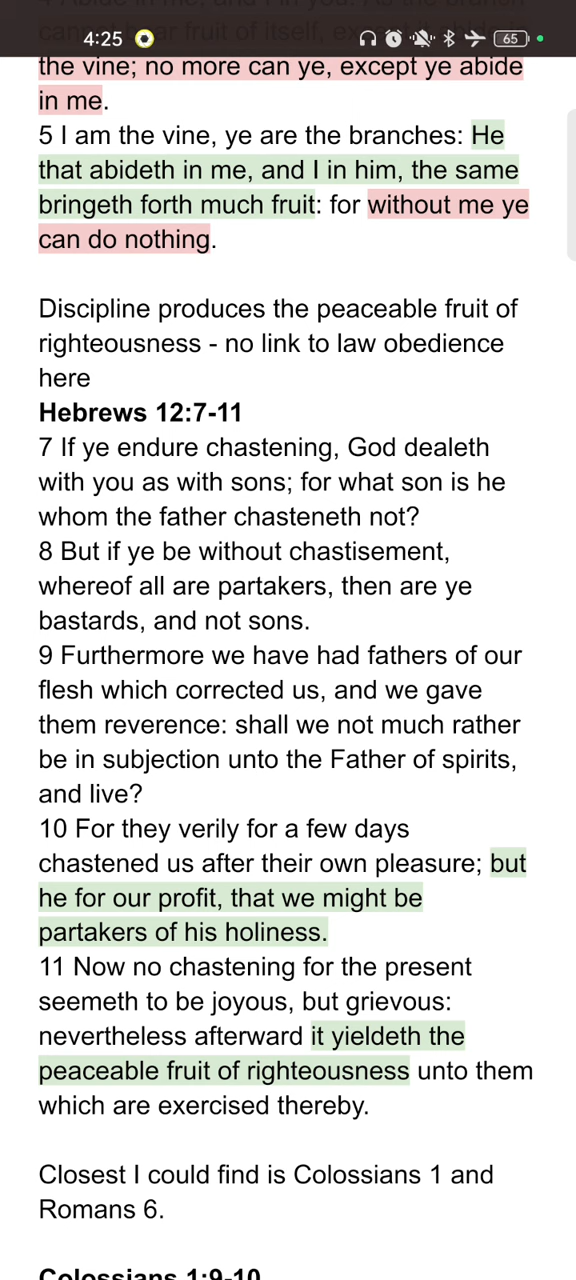 4:25
65
the vine; no more can ye, except ye abide
in me.
5 I am the vine, ye are the branches: He
that abideth in me, and I in him, the same
bringeth forth much fruit: for without me ye
can do nothing.
Discipline produces the peaceable fruit of
righteousness - no link to law obedience
here
Hebrews 12:7-11
7 If ye endure chastening, God dealeth
with you as with sons; for what son is he
whom the father chasteneth not?
8 But if ye be without chastisement,
whereof all are partakers, then are ye
bastards, and not sons.
9 Furthermore we have had fathers of our
flesh which corrected us, and we gave
them reverence: shall we not much rather
be in subjection unto the Father of spirits,
and live?
10 For they verily for a few days
chastened us after their own pleasure; but
he for our profit, that we might be
partakers of his holiness.
11 Now no chastening for the present
seemeth to be joyous, but grievous:
nevertheless afterward it yieldeth the
peaceable fruit of righteousness unto them
which are exercised thereby.
Closest I could find is Colossians 1 and
Romans 6.
Colossians 1:9-10